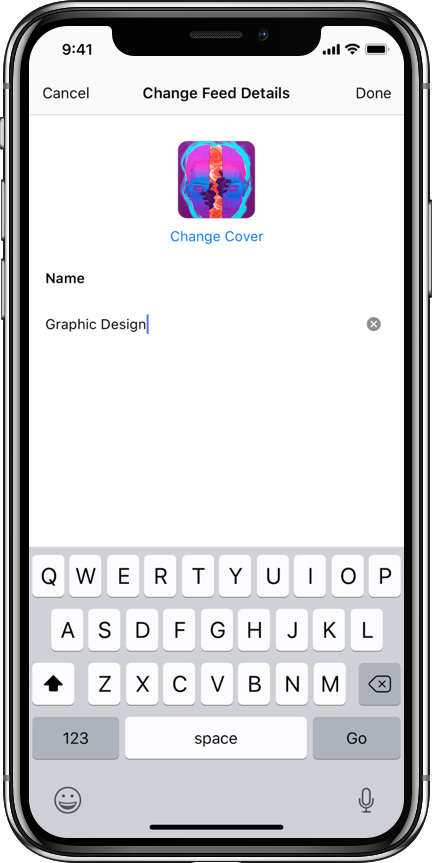 9:41
Cancel Change Feed Details Done
Change Cover
Name
Graphic Design
Q W E R T Y U I O P
A S D F G H J K L
Z X C V B N M
123 space Go